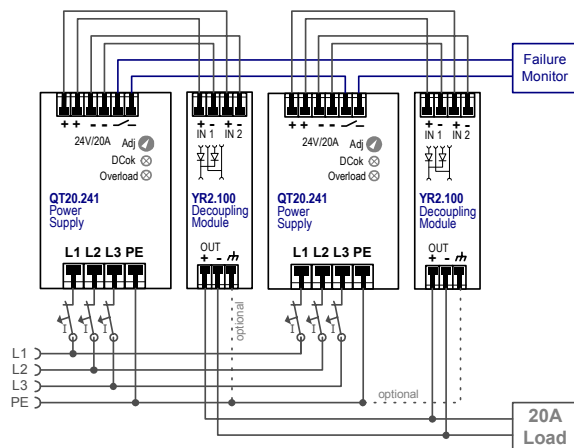 Failure
Monitor
+ + - -
24V/20A
Adj
DCok
Overload
QT20.241
Power
Supply
L1 L2 L3 PE
+ - + -
IN 1 IN 2
YR2.100
Decoupling
Module
OUT
+ -
+ + - -
24V/20A
Adj
DCok
Overload
QT20.241
Power
Supply
L1 L2 L3 PE
+ - + -
IN 1 IN 2
YR2.100
Decoupling
Module
OUT
+ -
I I I
optional
I I I
L1
L2
L3
PE
optional
20A
Load